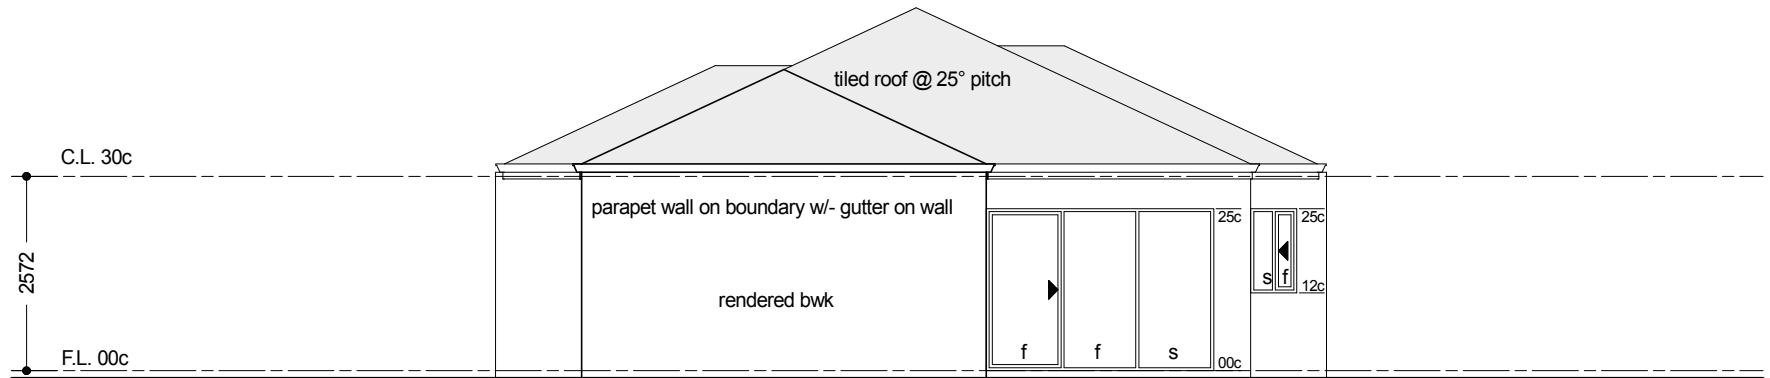 tiled roof @ 25° pitch
C.L. 30c
parapet wall on boundary w/- gutter on wall
25c
25c
2572
s f
12c
rendered bwk
f f s
F.L. 00c
00c